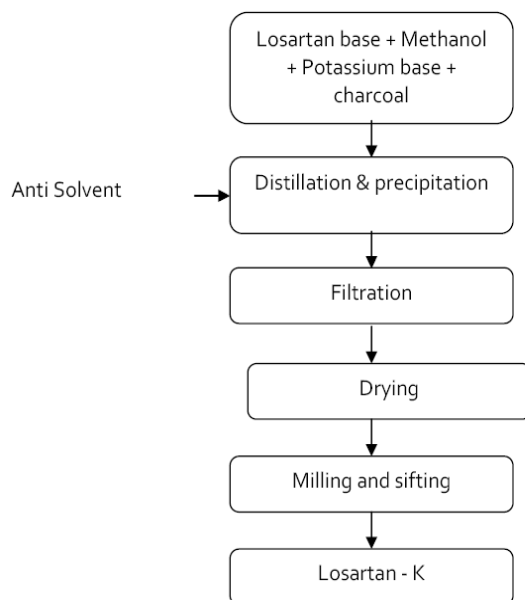 Losartan base + Methanol
+ Potassium base +
charcoal
Anti Solvent
Distillation & precipitation
Filtration
Drying
Milling and sifting
Losartan - K